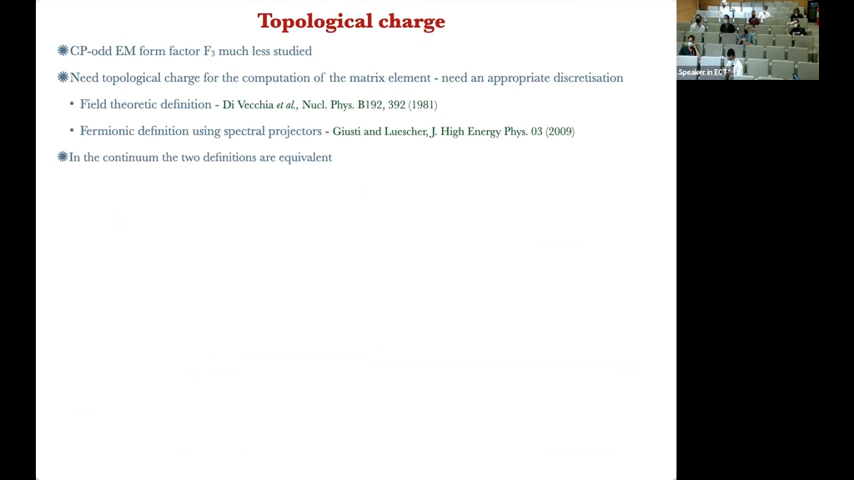 Topological charge
✺CP-odd EM form factor F₃ much less studied
✺Need topological charge for the computation of the matrix element - need an appropriate discretisation
• Field theoretic definition - Di Vecchia et al., Nucl. Phys. B192, 392 (1981)
• Fermionic definition using spectral projectors - Giusti and Luescher, J. High Energy Phys. 03 (2009)
✺In the continuum the two definitions are equivalent
Speaker in ECT*